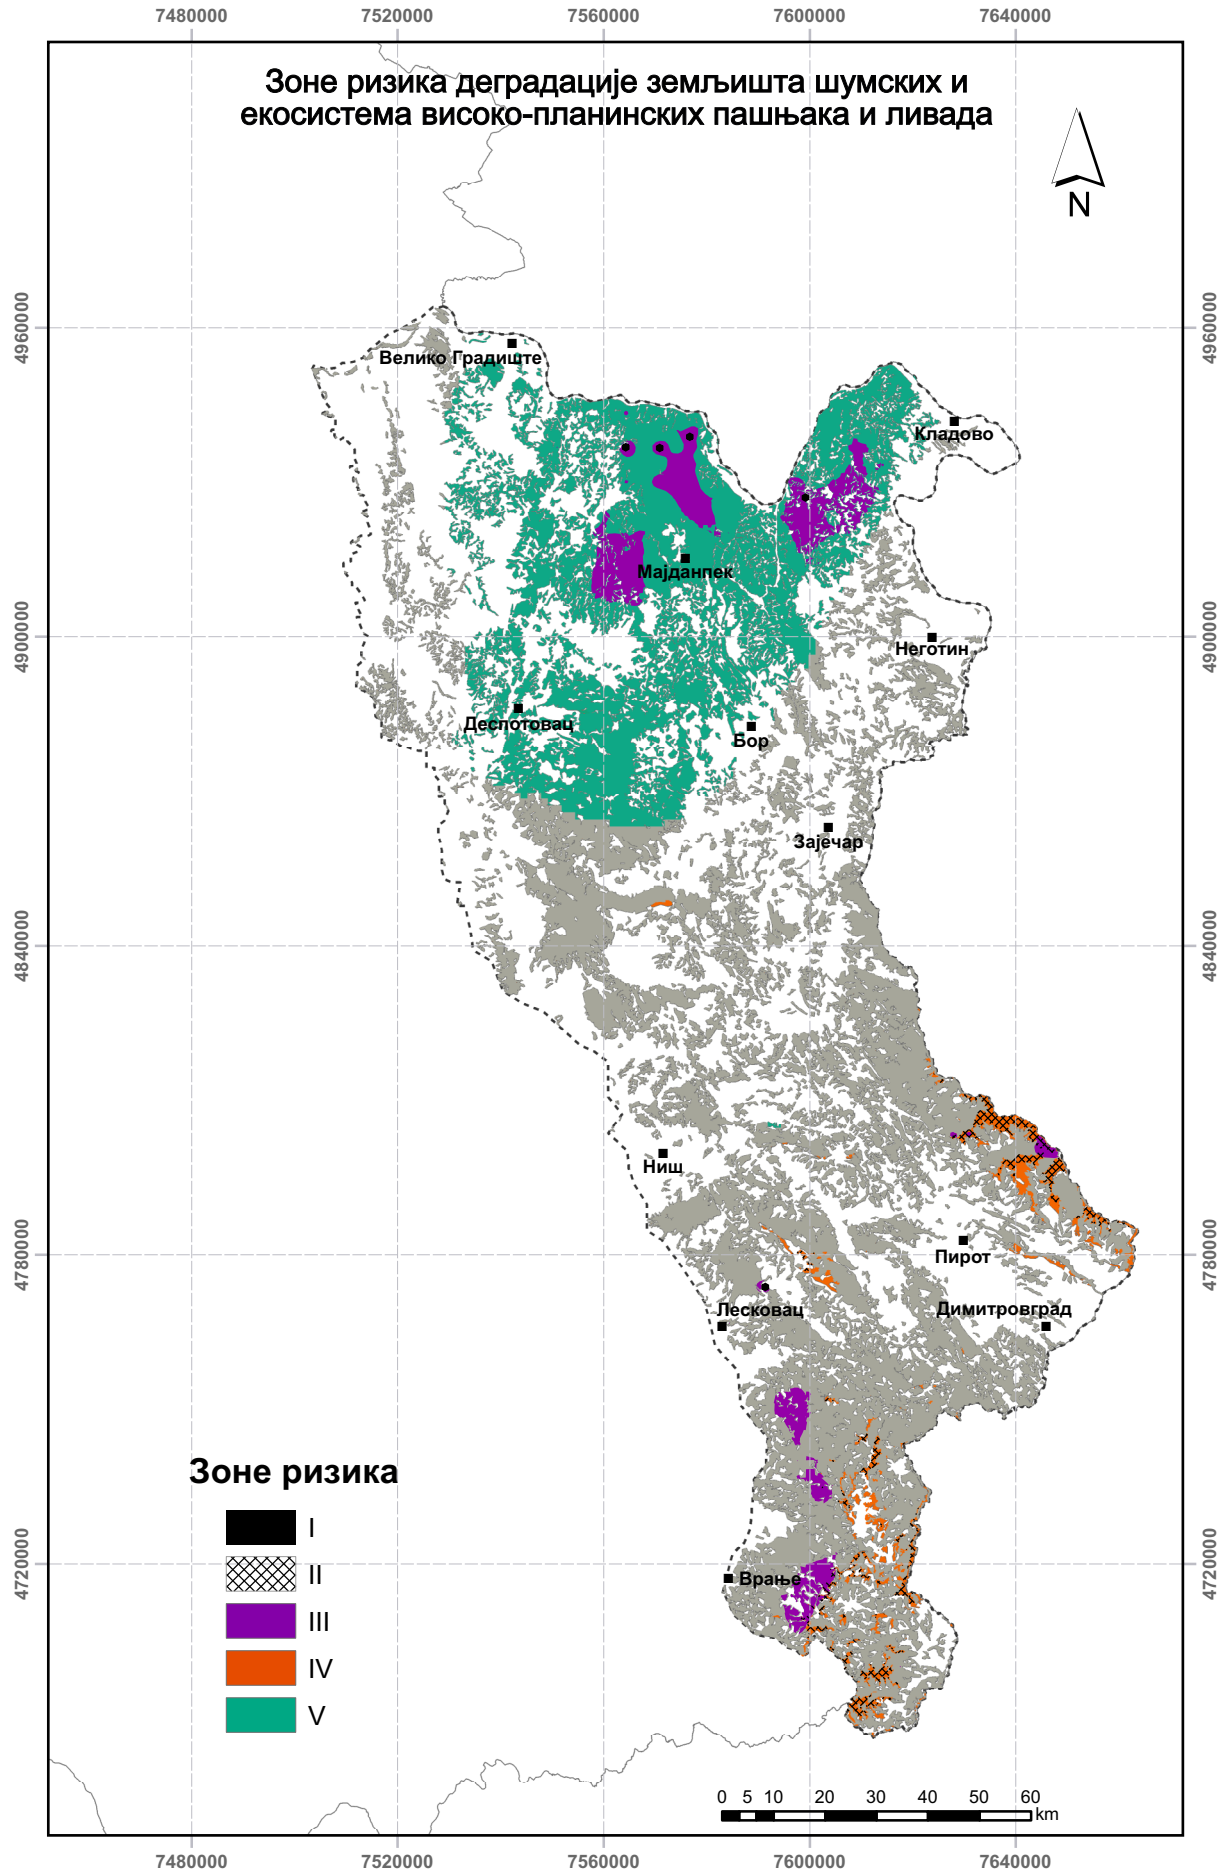 7480000 7520000 7560000 7600000 7640000
Зоне ризика деградације земљишта шумских и
екосистема високо-планинских пашњака и ливада
N
4960000 4960000
Велико Градиште
Кладово
Мајданпек
4900000 4900000
Неготин
Деспотовац
Бор
Зајечар
4840000 4840000
Ниш
4780000 4780000
Пирот
Лесковац
Димитровград
Зоне ризика
I
II
III
IV
V
4720000 4720000
Врање
0 5 10 20 30 40 50 60
km
7480000 7520000 7560000 7600000 7640000